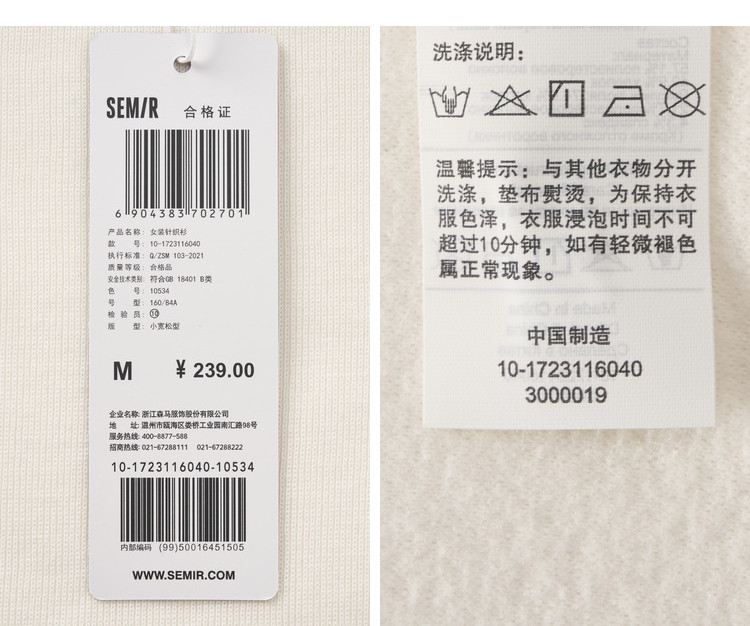 SEMIR 合格证
6 904383 702701
产品名称: 女装针织衫
款 号: 10-1723116040
执行标准: Q/ZSM 103-2021
质量等级: 合格品
安全技术类别: 符合GB 18401 B类
色 号: 10534
号 型: 160/84A
检 验 员: ⑩
版 型: 小宽松型
M ¥ 239.00
企业名称: 浙江森马服饰股份有限公司
地 址: 温州市瓯海区娄桥工业园南汇路98号
服务热线: 400-8877-588
招商热线: 021-67288111 021-67288222
10-1723116040-10534
内部编码 (99)50016451505
WWW.SEMIR.COM
洗涤说明:
温馨提示: 与其他衣物分开
洗涤, 垫布熨烫, 为保持衣
服色泽, 衣服浸泡时间不可
超过10分钟, 如有轻微褪色
属正常现象。
中国制造
10-1723116040
3000019